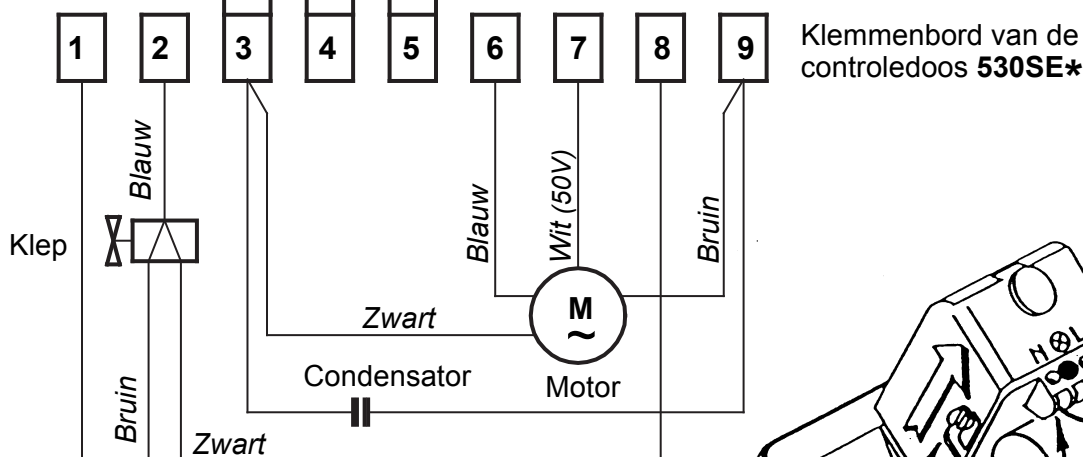 1 2 3 4 5 6 7 8 9
Klemmenbord van de
controledoos 530SE*
Blauw
Klep
Blauw
Wit (50V)
Bruin
M
~
Zwart
Condensator
Motor
Bruin
Zwart
N
L